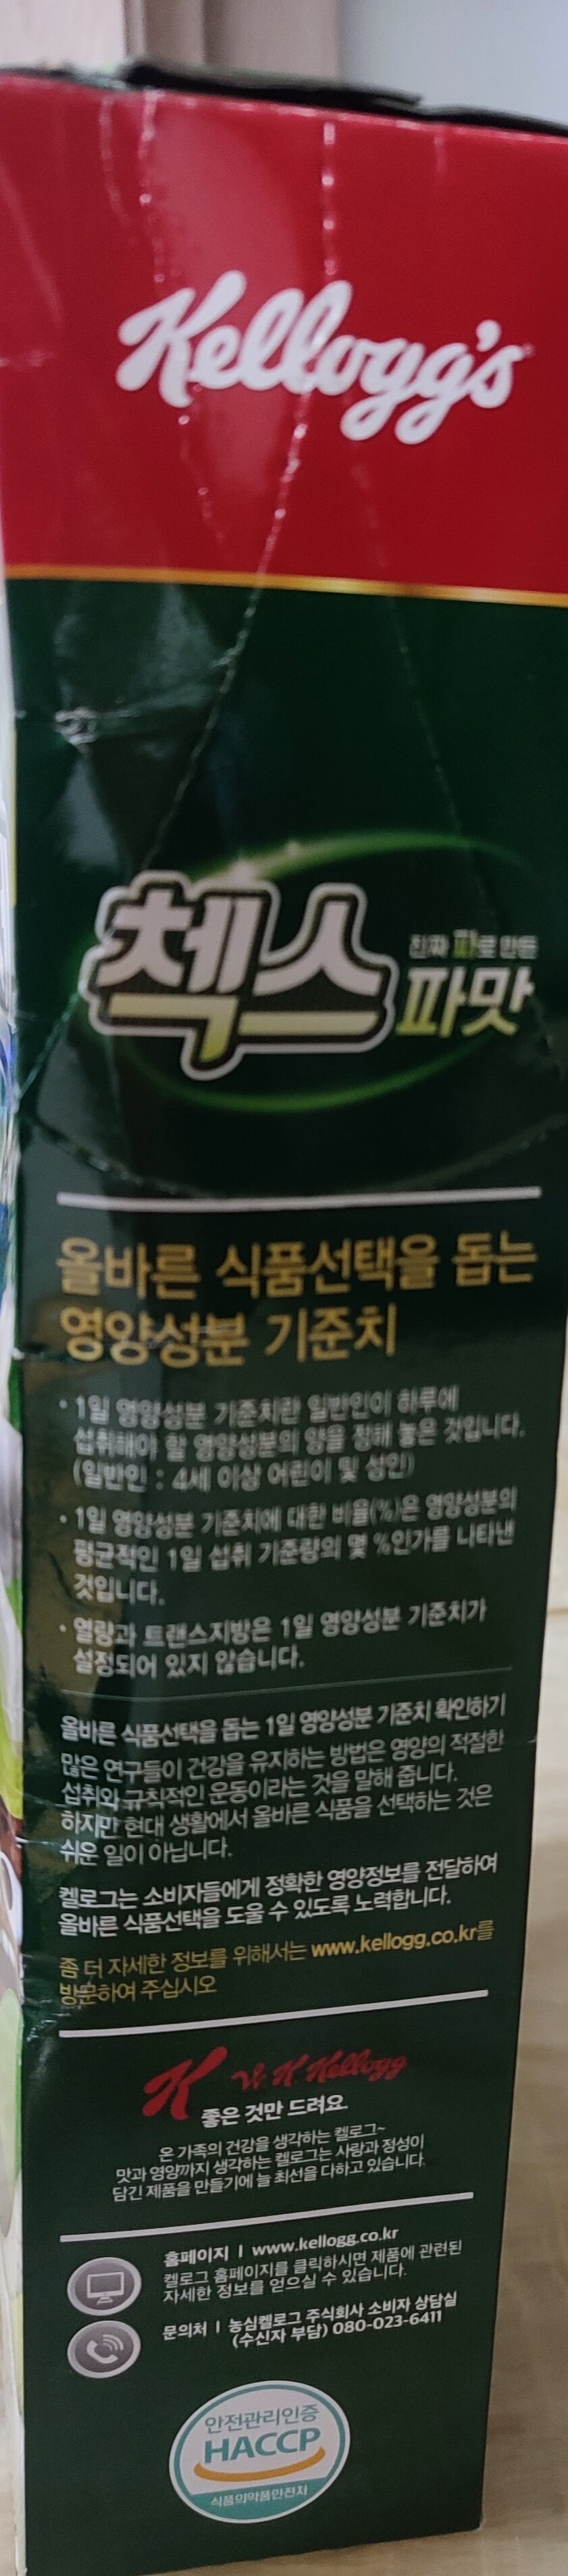 Kellogg's
첵스
진짜 파로 만든
파맛
올바른 식품선택을 돕는
영양성분 기준치
· 1일 영양성분 기준치란 일반인이 하루에
섭취해야 할 영양성분의 양을 정해 놓은 것입니다.
(일반인 : 4세 이상 어린이 및 성인)
· 1일 영양성분 기준치에 대한 비율(%)은 영양성분의
평균적인 1일 섭취 기준량의 몇 %인가를 나타낸
것입니다.
· 열량과 트랜스지방은 1일 영양성분 기준치가
설정되어 있지 않습니다.
올바른 식품선택을 돕는 1일 영양성분 기준치 확인하기
많은 연구들이 건강을 유지하는 방법은 영양의 적절한
섭취와 규칙적인 운동이라는 것을 말해 줍니다.
하지만 현대 생활에서 올바른 식품을 선택하는 것은
쉬운 일이 아닙니다.
켈로그는 소비자들에게 정확한 영양정보를 전달하여
올바른 식품선택을 도울 수 있도록 노력합니다.
좀 더 자세한 정보를 위해서는 www.kellogg.co.kr를
방문하여 주십시오
K W. K. Kellogg
좋은 것만 드려요.
온 가족의 건강을 생각하는 켈로그~
맛과 영양까지 생각하는 켈로그는 사랑과 정성이
담긴 제품을 만들기에 늘 최선을 다하고 있습니다.
홈페이지 | www.kellogg.co.kr
켈로그 홈페이지를 클릭하시면 제품에 관련된
자세한 정보를 얻으실 수 있습니다.
문의처 | 농심켈로그 주식회사 소비자 상담실
(수신자 부담) 080-023-6411
안전관리인증
HACCP
식품의약품안전처